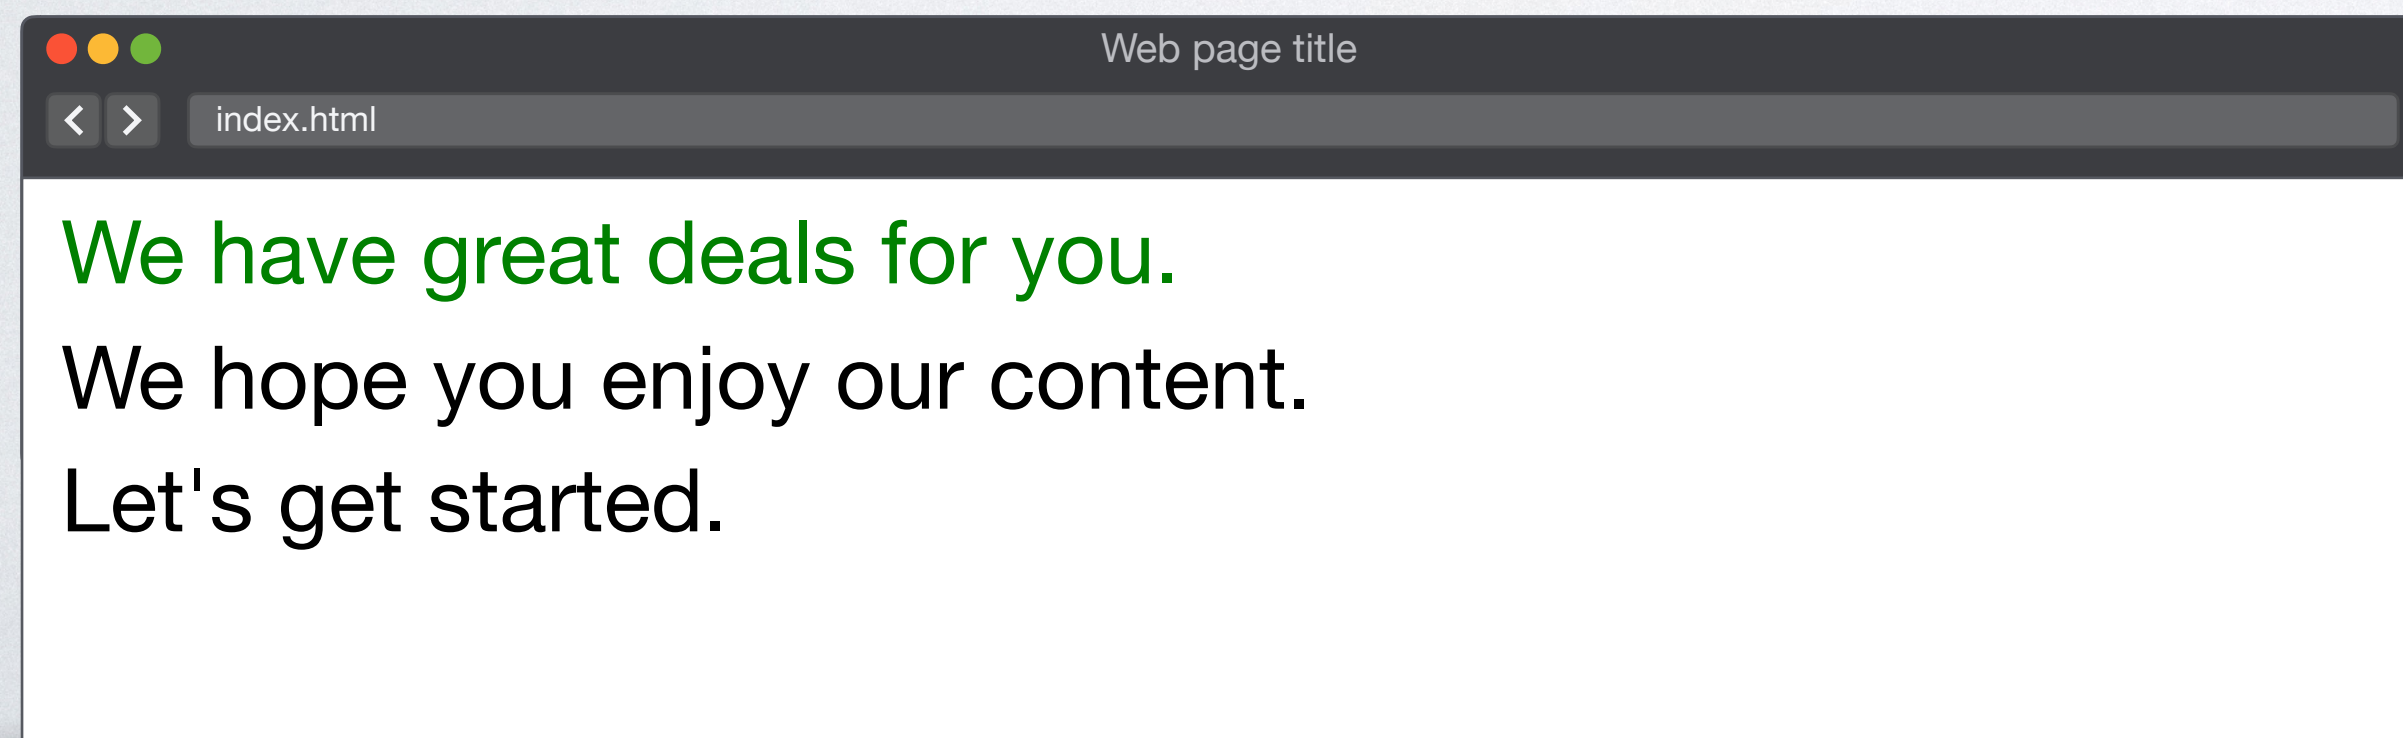 Web page title
index.html
We have great deals for you.
We hope you enjoy our content.
Let's get started.